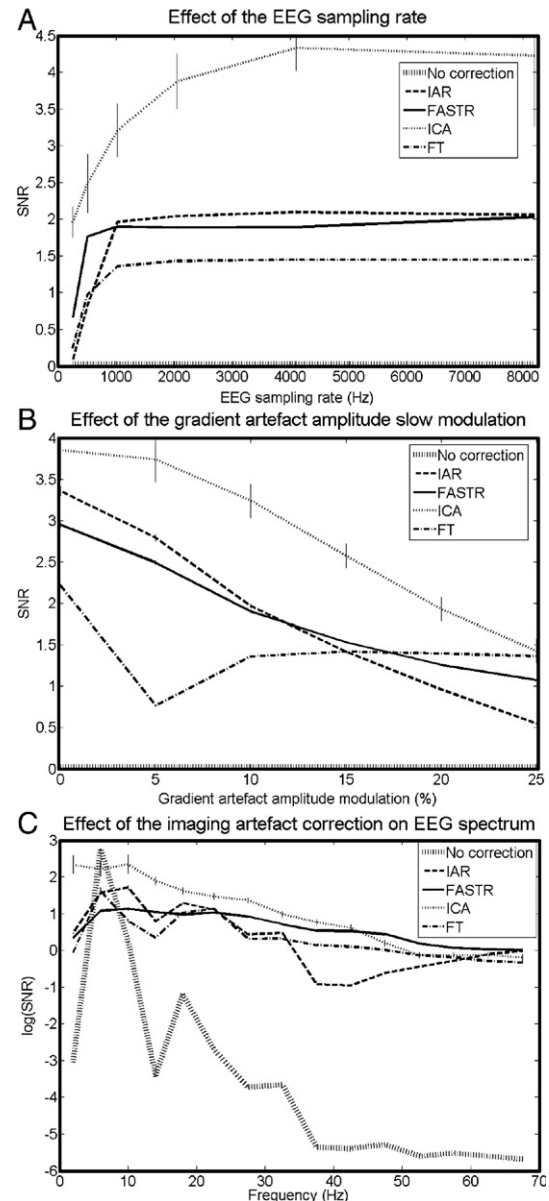 A
Effect of the EEG sampling rate
4.5
4
3.5
3
2.5
2
1.5
1
0.5
0
SNR
No correction
IAR
FASTR
ICA
FT
0 1000 2000 3000 4000 5000 6000 7000 8000
EEG sampling rate (Hz)
B
Effect of the gradient artefact amplitude slow modulation
4
3.5
3
2.5
2
1.5
1
0.5
0
SNR
No correction
IAR
FASTR
ICA
FT
0 5 10 15 20 25
Gradient artefact amplitude modulation (%)
C
Effect of the imaging artefact correction on EEG spectrum
3
2
1
0
-1
-2
-3
-4
-5
-6
log(SNR)
No correction
IAR
FASTR
ICA
FT
0 10 20 30 40 50 60 70
Frequency (Hz)